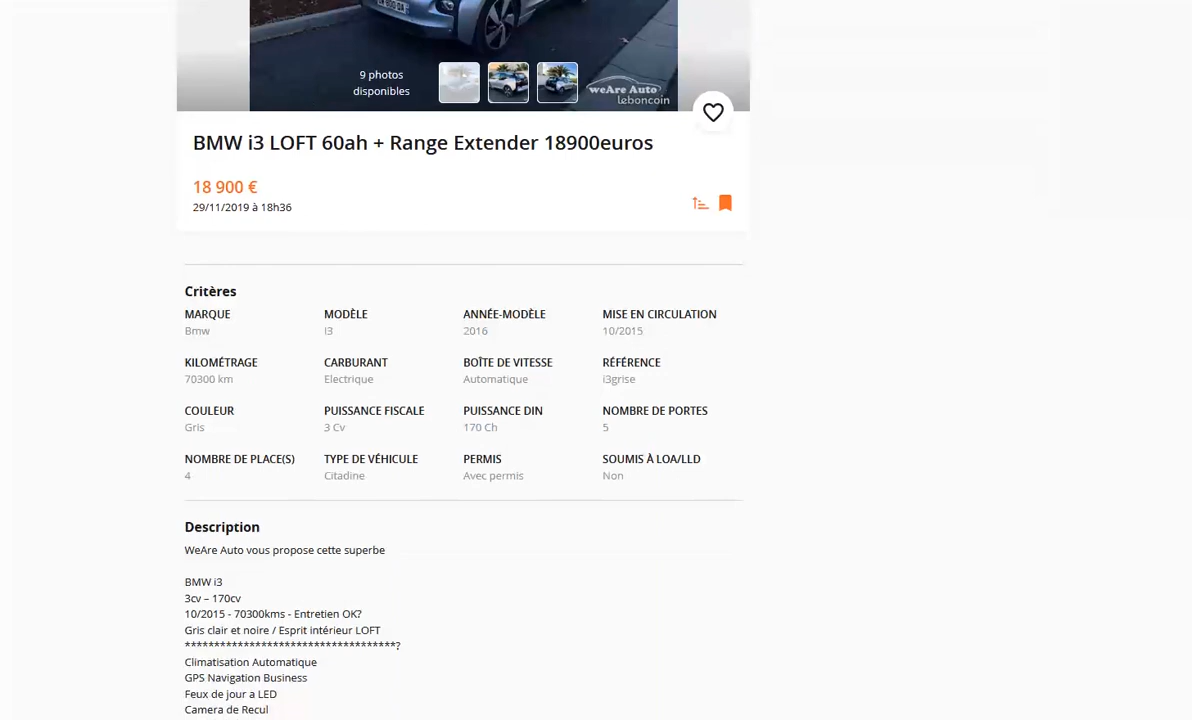 9 photos
disponibles
weAre Auto
leboncoin
BMW i3 LOFT 60ah + Range Extender 18900euros
18 900 €
29/11/2019 à 18h36
Critères
MARQUE MODÈLE ANNÉE-MODÈLE MISE EN CIRCULATION
Bmw I3 2016 10/2015
KILOMÉTRAGE CARBURANT BOÎTE DE VITESSE RÉFÉRENCE
70300 km Electrique Automatique i3grise
COULEUR PUISSANCE FISCALE PUISSANCE DIN NOMBRE DE PORTES
Gris 3 Cv 170 Ch 5
NOMBRE DE PLACE(S) TYPE DE VÉHICULE PERMIS SOUMIS À LOA/LLD
4 Citadine Avec permis Non
Description
WeAre Auto vous propose cette superbe
BMW i3
3cv – 170cv
10/2015 - 70300kms - Entretien OK?
Gris clair et noire / Esprit intérieur LOFT
************************************?
Climatisation Automatique
GPS Navigation Business
Feux de jour a LED
Camera de Recul